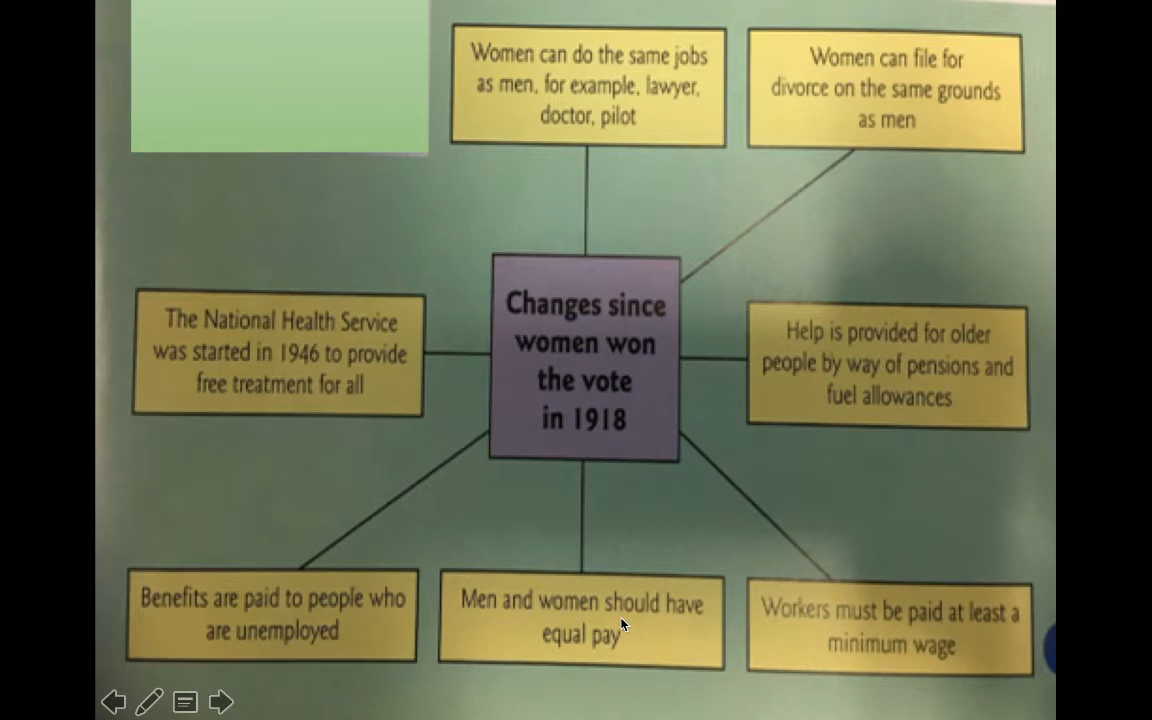 Women can do the same jobs
as men, for example, lawyer,
doctor, pilot
Women can file for
divorce on the same grounds
as men
The National Health Service
was started in 1946 to provide
free treatment for all
Changes since
women won
the vote
in 1918
Help is provided for older
people by way of pensions and
fuel allowances
Benefits are paid to people who
are unemployed
Men and women should have
equal pay
Workers must be paid at least a
minimum wage